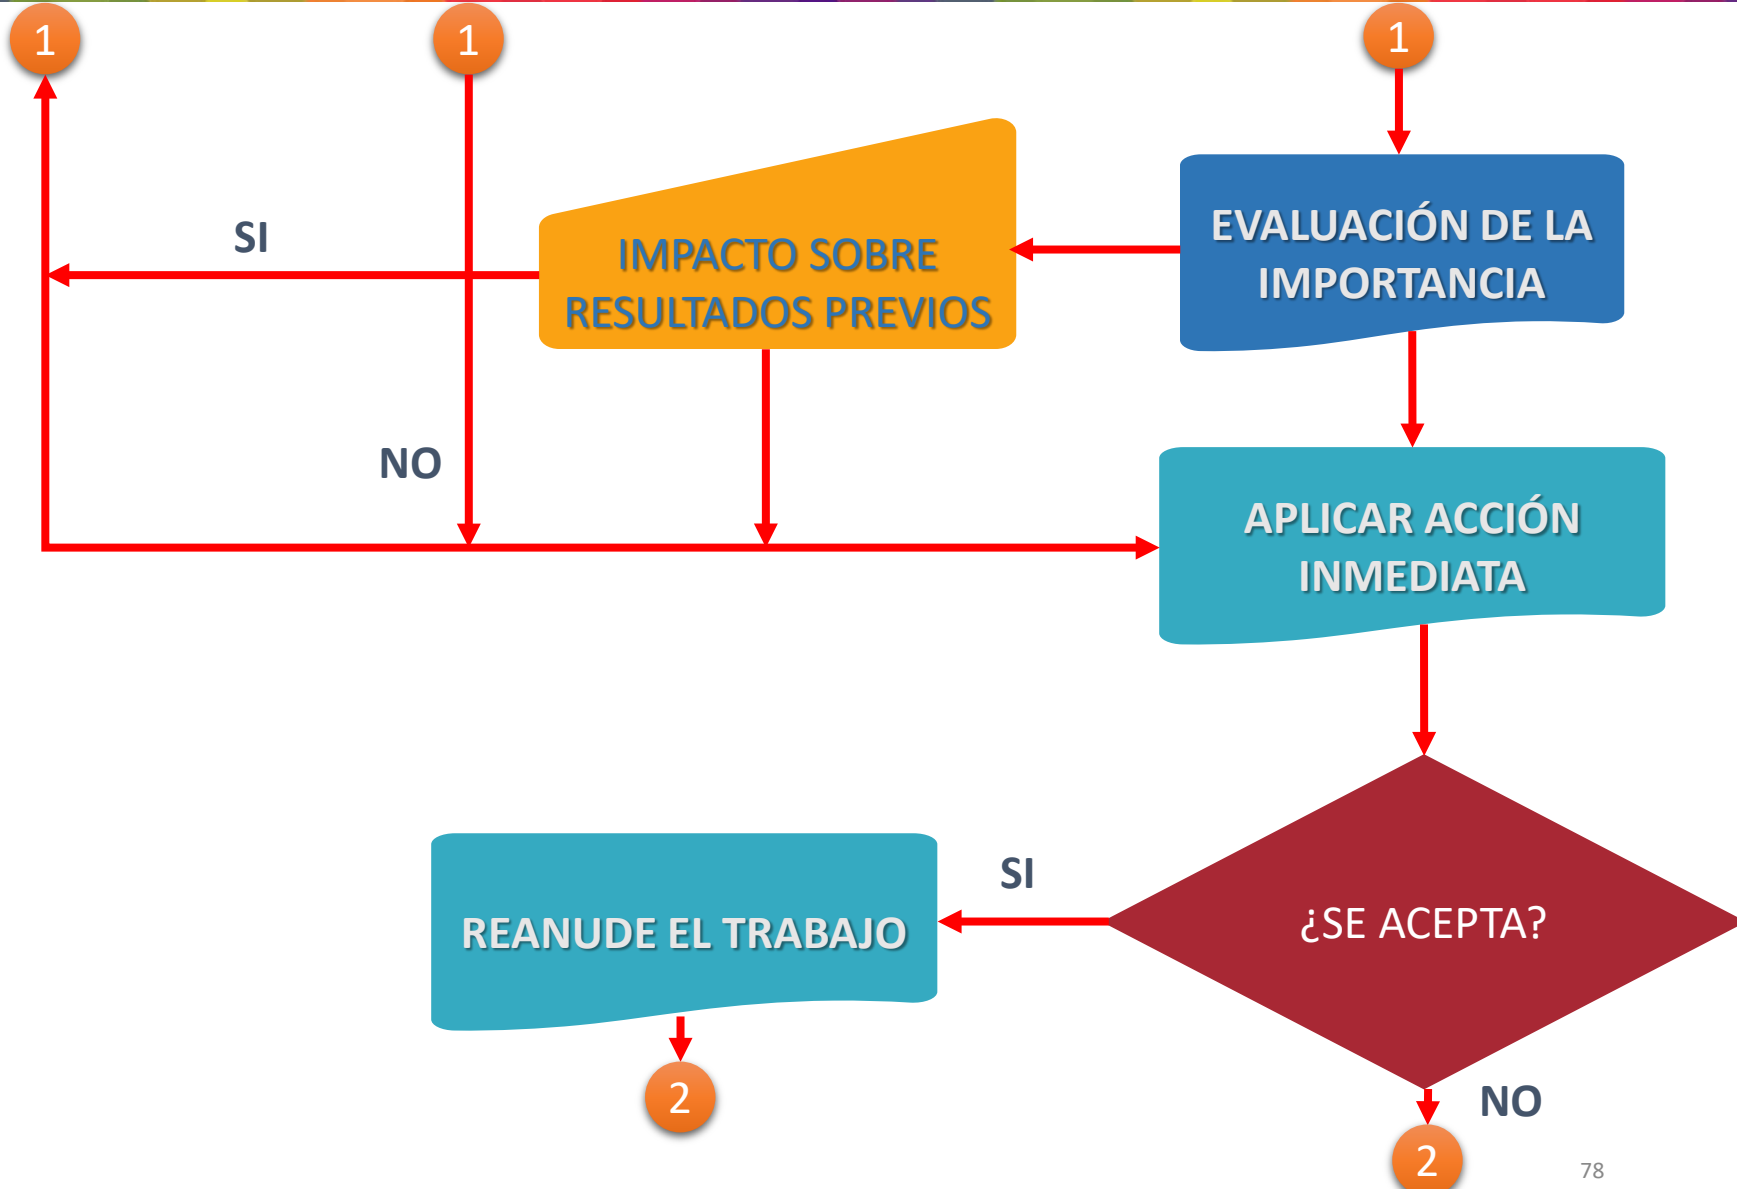 1
1
1
EVALUACIÓN DE LA
IMPORTANCIA
SI
IMPACTO SOBRE
RESULTADOS PREVIOS
NO
APLICAR ACCIÓN
INMEDIATA
SI
¿SE ACEPTA?
REANUDE EL TRABAJO
2
NO
2
78